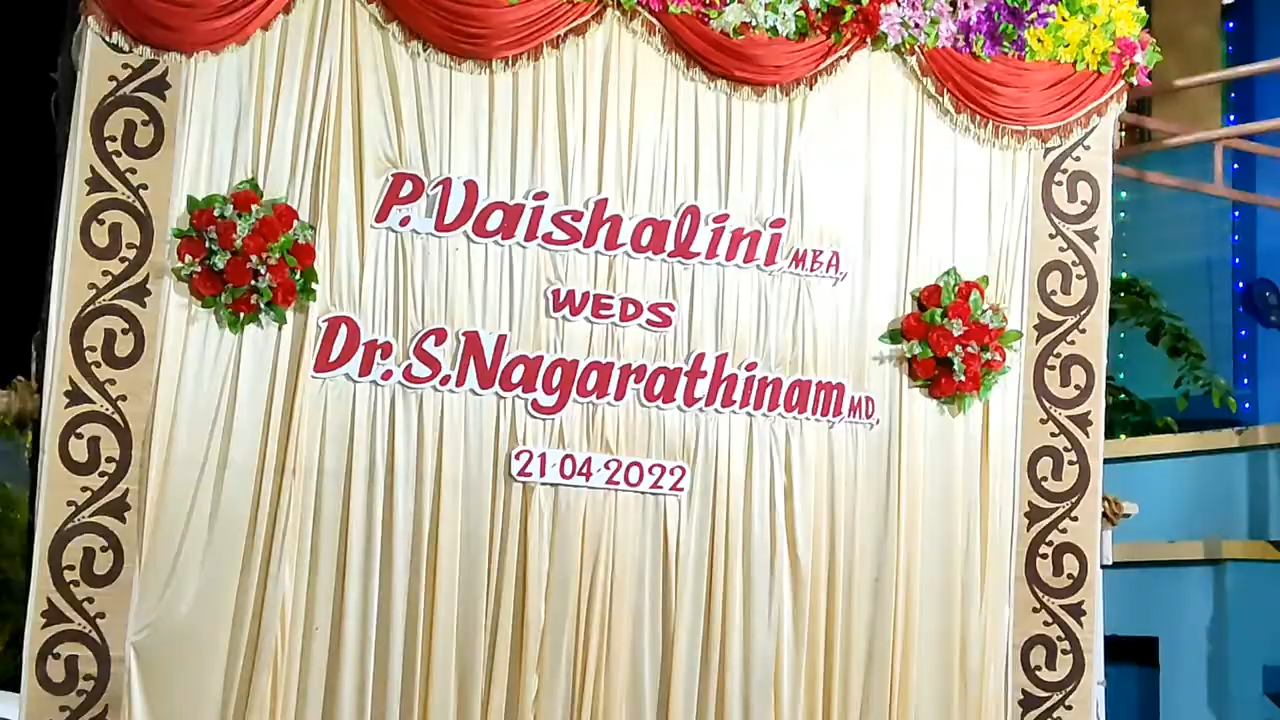 P. Vaishalini, M.B.A.,
WEDS
Dr. S. Nagarathinam, MD,
21·04·2022